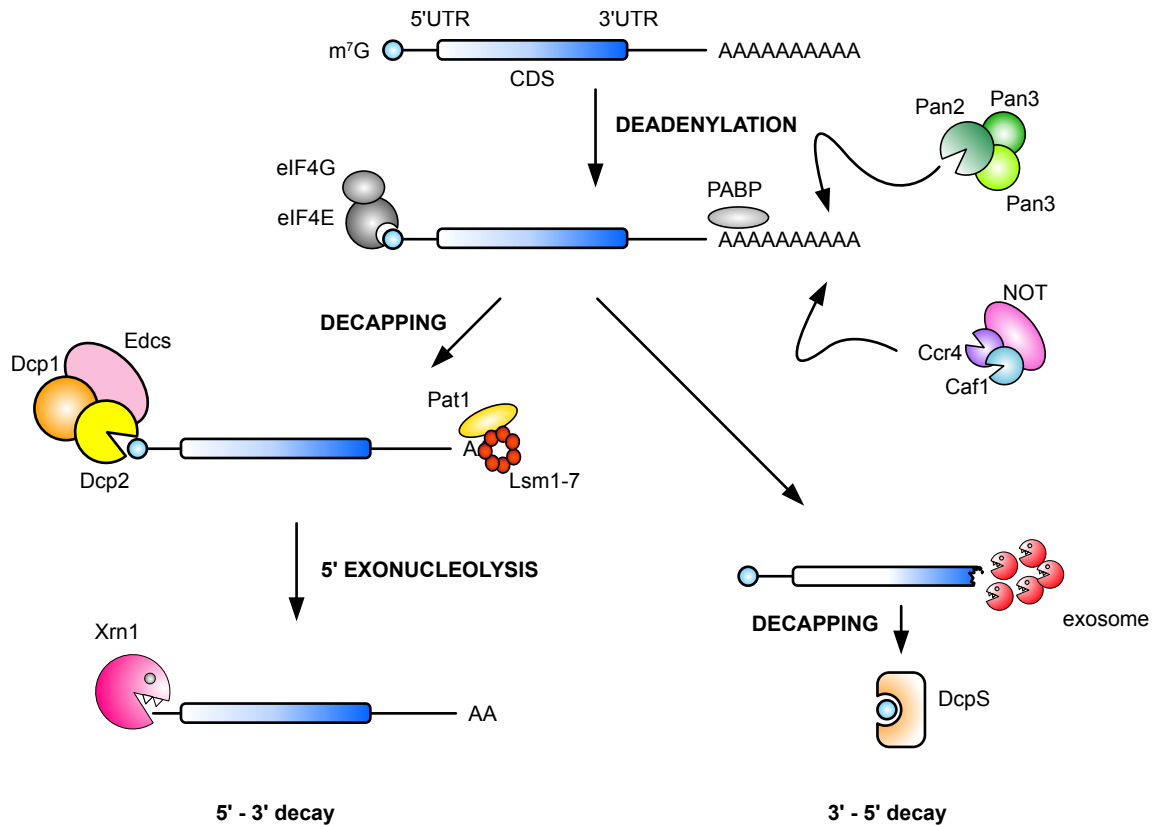 5'UTR
3'UTR
m⁷G
AAAAAAAAAA
CDS
DEADENYLATION
Pan2
Pan3
Pan3
eIF4G
eIF4E
PABP
AAAAAAAAAA
NOT
Ccr4
Caf1
DECAPPING
Edcs
Dcp1
Dcp2
Pat1
A
Lsm1-7
5' EXONUCLEOLYSIS
exosome
DECAPPING
Xrn1
AA
DcpS
5' - 3' decay
3' - 5' decay